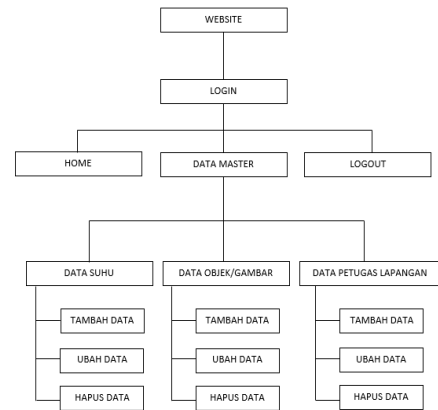 WEBSITE
LOGIN
HOME
DATA MASTER
LOGOUT
DATA SUHU
DATA OBJEK/GAMBAR
DATA PETUGAS LAPANGAN
TAMBAH DATA
TAMBAH DATA
TAMBAH DATA
UBAH DATA
UBAH DATA
UBAH DATA
HAPUS DATA
HAPUS DATA
HAPUS DATA